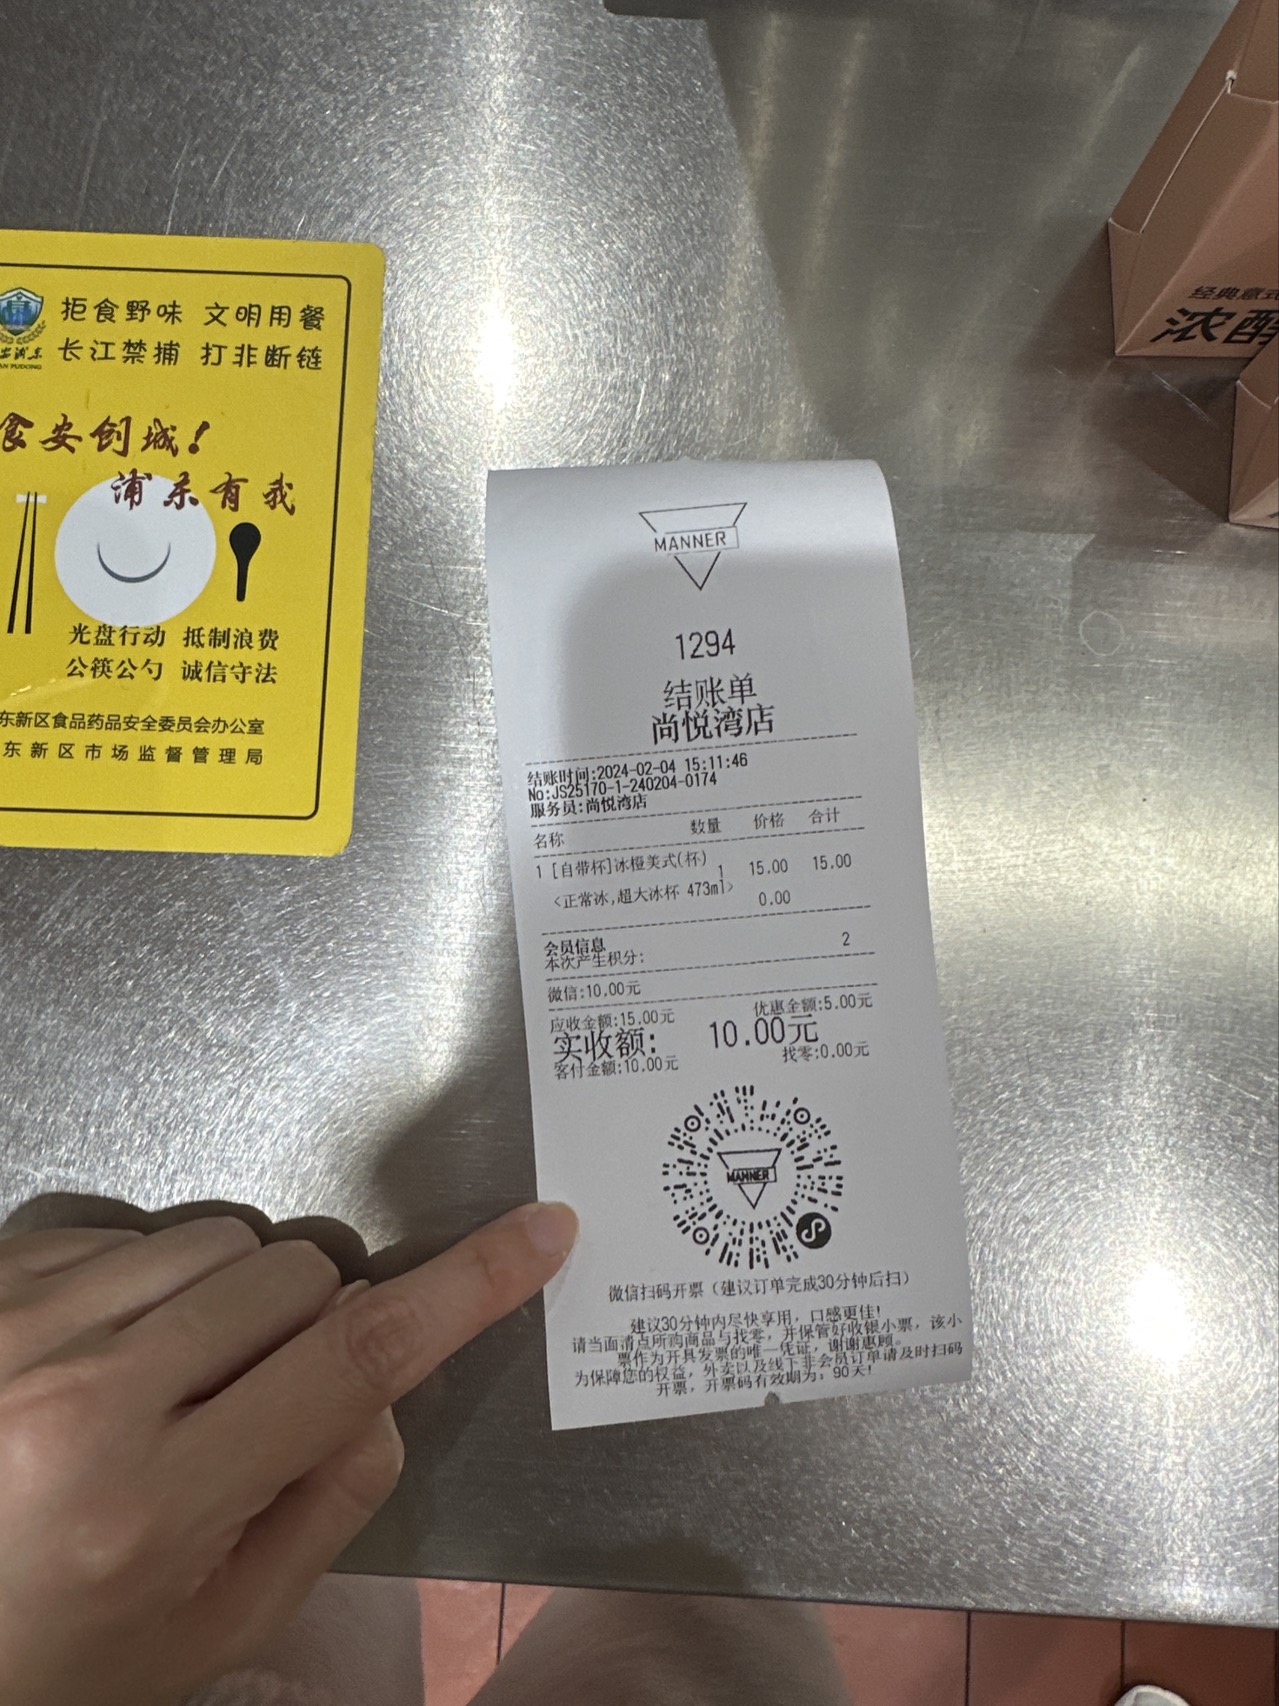 拒食野味 文明用餐
长江禁捕 打非断链
食安创城!
浦东有我
光盘行动 抵制浪费
公筷公勺 诚信守法
东新区食品药品安全委员会办公室
东新区市场监督管理局
经典意式
浓醇
MANNER
1294
结账单
尚悦湾店
结账时间:2024-02-04 15:11:46
No:JS25170-1-240204-0174
服务员:尚悦湾店
名称 数量 价格 合计
1 [自带杯]冰橙美式(杯) 1 15.00 15.00
<正常冰,超大冰杯 473ml> 0.00
会员信息
本次产生积分: 2
微信:10.00元
应收金额:15.00元 优惠金额:5.00元
实收额: 10.00元
客付金额:10.00元 找零:0.00元
MANNER
微信扫码开票（建议订单完成30分钟后扫）
建议30分钟内尽快享用，口感更佳!
请当面清点所购商品与找零，并保管好收银小票，该小
票作为开具发票的唯一凭证，谢谢惠顾。
为保障您的权益，外卖以及线下非会员订单请及时扫码
开票，开票码有效期为：90天!